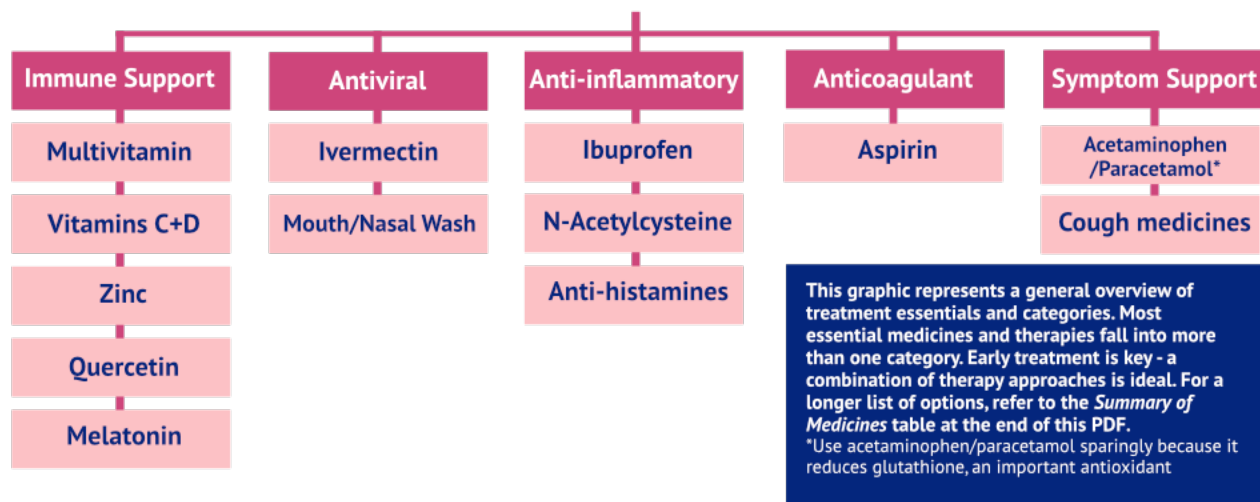 Immune Support
Multivitamin
Vitamins C+D
Zinc
Quercetin
Melatonin
Antiviral
Ivermectin
Mouth/Nasal Wash
Anti-inflammatory
Ibuprofen
N-Acetylcysteine
Anti-histamines
Anticoagulant
Aspirin
Symptom Support
Acetaminophen
/Paracetamol*
Cough medicines
This graphic represents a general overview of
treatment essentials and categories. Most
essential medicines and therapies fall into more
than one category. Early treatment is key - a
combination of therapy approaches is ideal. For a
longer list of options, refer to the Summary of
Medicines table at the end of this PDF.
*Use acetaminophen/paracetamol sparingly because it
reduces glutathione, an important antioxidant